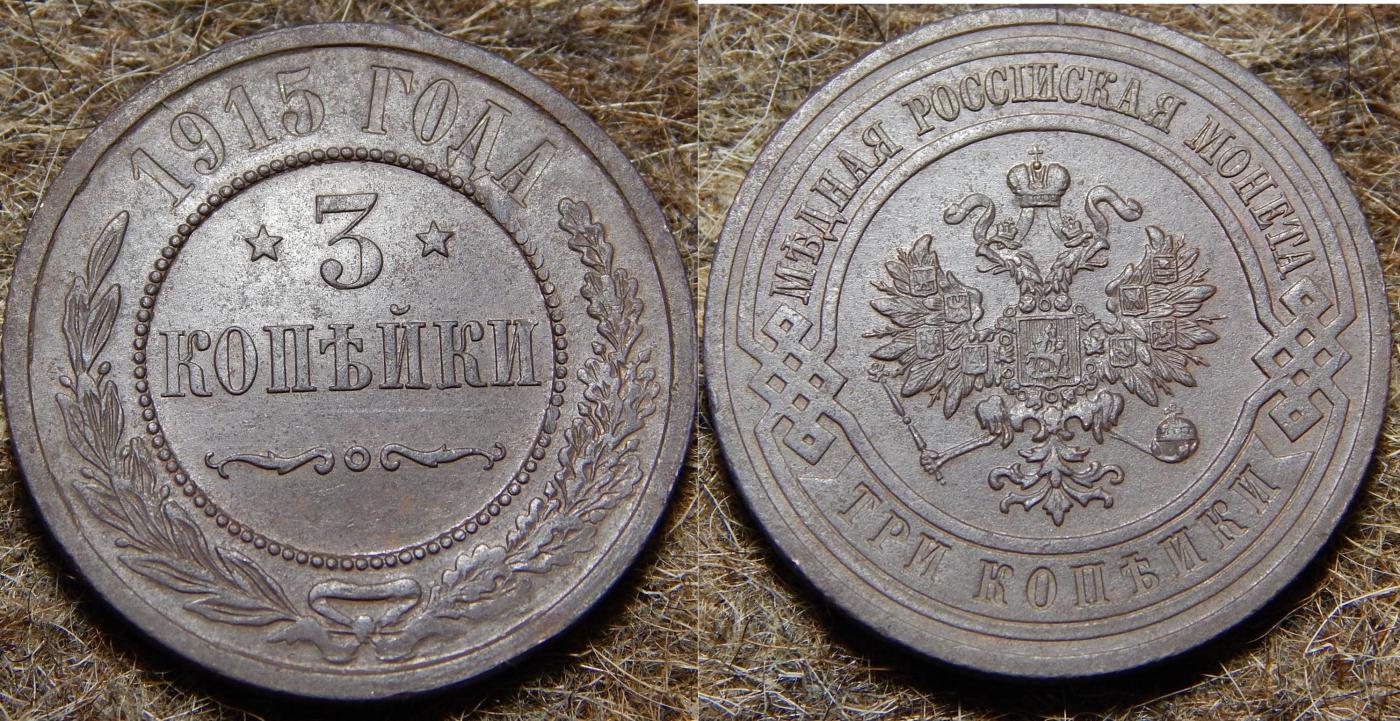 1915 ГОДА
3
КОПѢЙКИ
МѢДНАЯ РОССІЙСКАЯ МОНЕТА
ТРИ КОПѢЙКИ